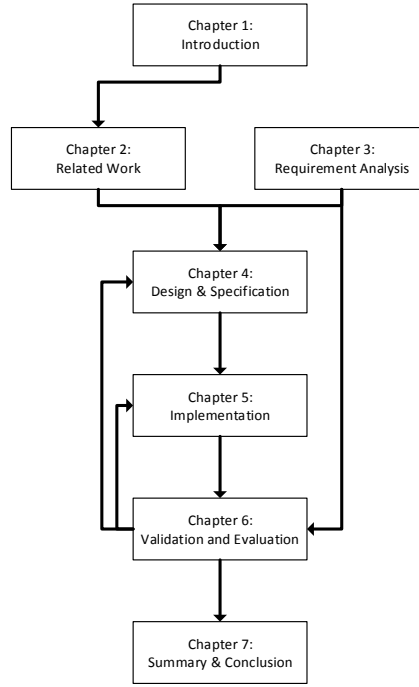 Chapter 1:
Introduction
Chapter 2:
Related Work
Chapter 3:
Requirement Analysis
Chapter 4:
Design & Specification
Chapter 5:
Implementation
Chapter 6:
Validation and Evaluation
Chapter 7:
Summary & Conclusion